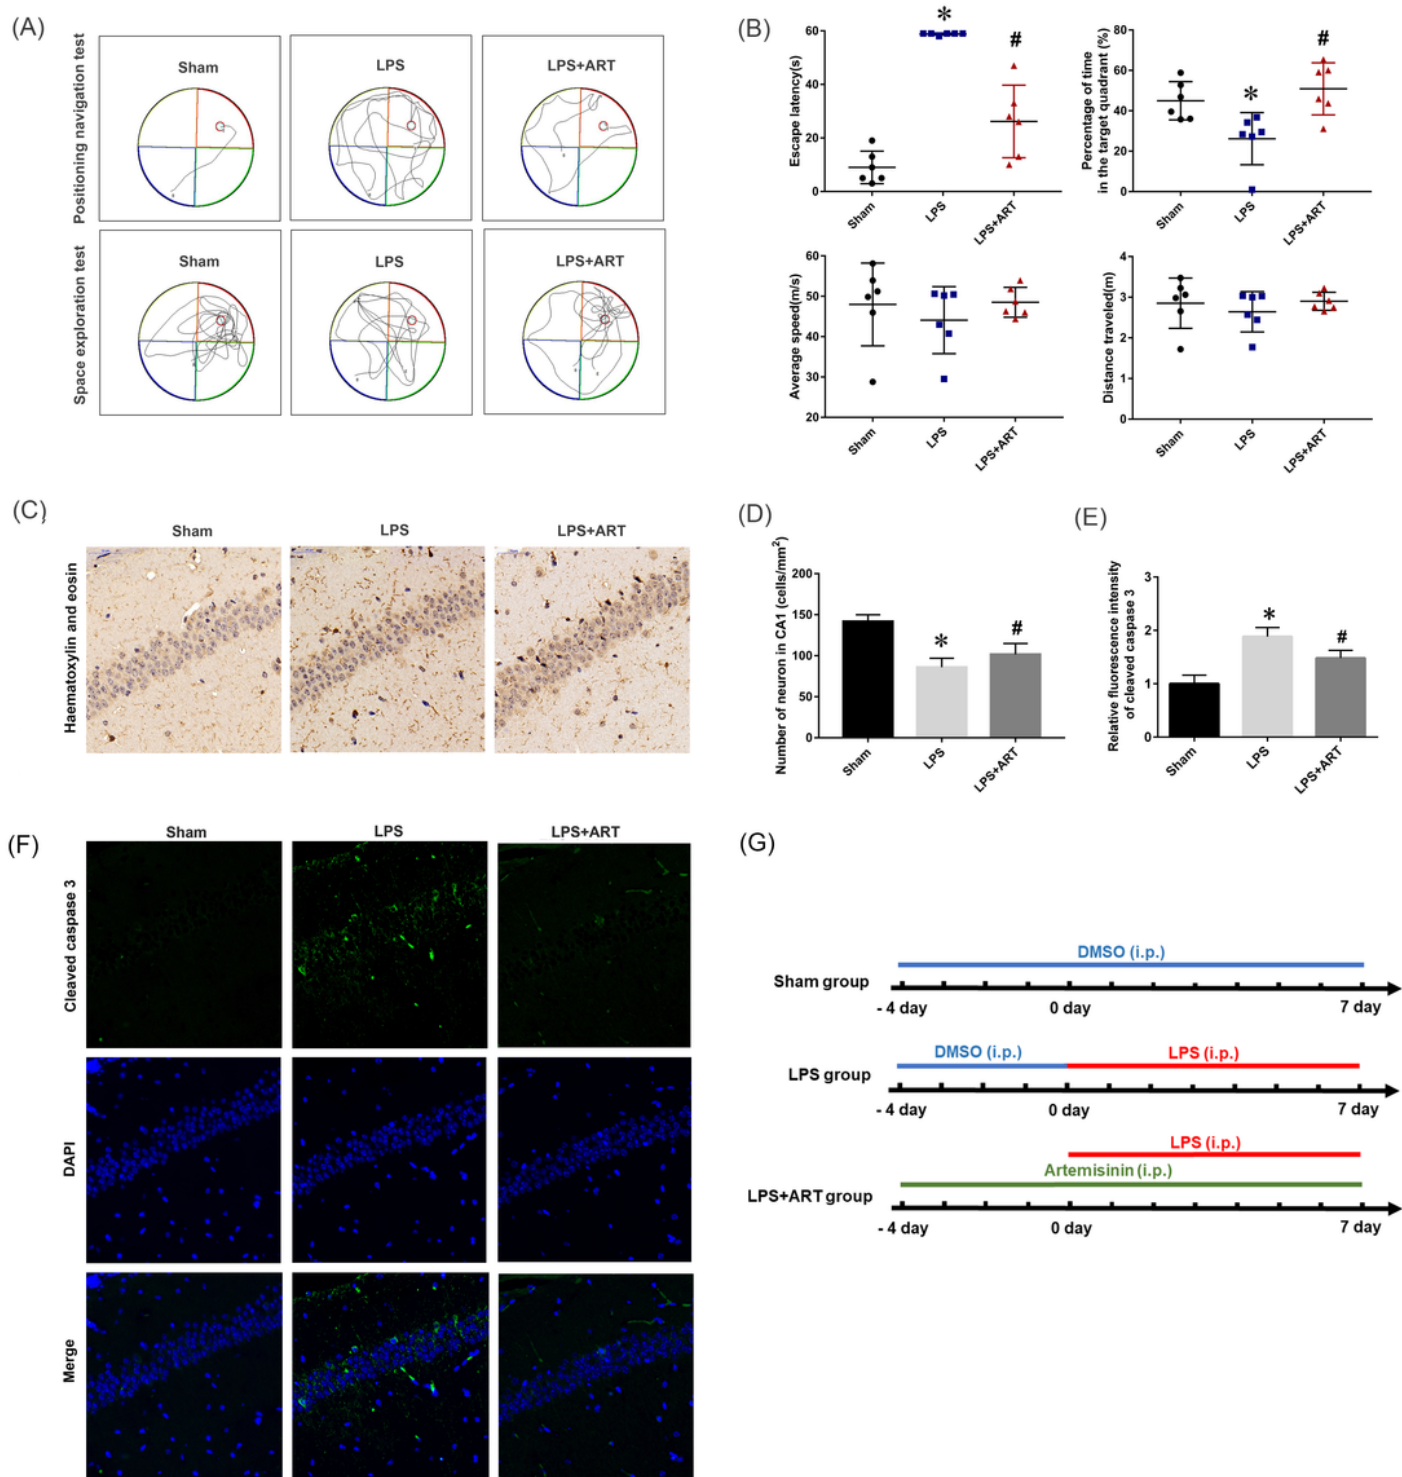 (A)
Positioning navigation test
Sham
LPS
LPS+ART
Space exploration test
Sham
LPS
LPS+ART
(B)
Escape latency(s)
60
40
20
0
*
#
Sham
LPS
LPS+ART
Percentage of time
in the target quadrant (%)
80
60
40
20
0
*
#
Sham
LPS
LPS+ART
Average speed(m/s)
60
50
40
30
20
Sham
LPS
LPS+ART
Distance traveled(m)
4
3
2
1
0
Sham
LPS
LPS+ART
(C)
Haematoxylin and eosin
Sham
LPS
LPS+ART
(D)
Number of neuron in CA1 (cells/mm²)
200
150
100
50
0
*
#
Sham
LPS
LPS+ART
(E)
Relative fluorescence intensity
of cleaved caspase 3
3
2
1
0
*
#
Sham
LPS
LPS+ART
(F)
Sham
LPS
LPS+ART
Cleaved caspase 3
DAPI
Merge
(G)
DMSO (i.p.)
Sham group
- 4 day
0 day
7 day
DMSO (i.p.)
LPS (i.p.)
LPS group
- 4 day
0 day
7 day
LPS (i.p.)
Artemisinin (i.p.)
LPS+ART group
- 4 day
0 day
7 day